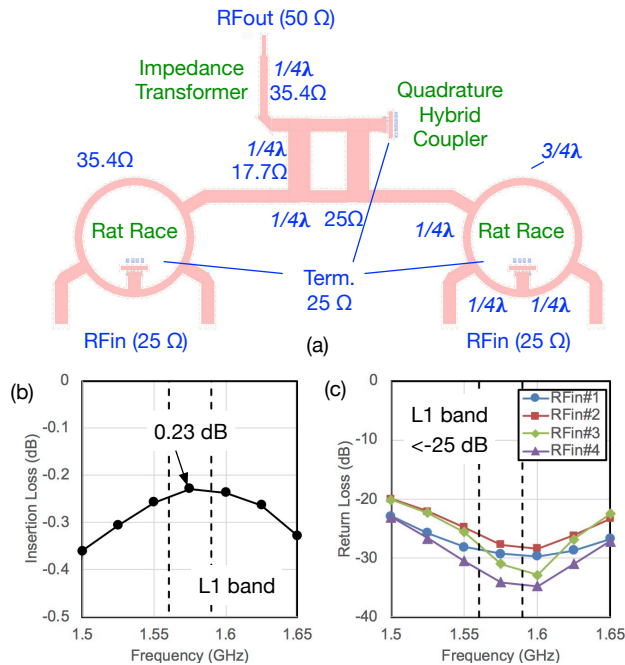 RFout (50 Ω)
Impedance
Transformer
1/4λ
35.4Ω
Quadrature
Hybrid
Coupler
35.4Ω
1/4λ
17.7Ω
3/4λ
1/4λ
25Ω
1/4λ
Rat Race
Rat Race
Term.
25 Ω
1/4λ
1/4λ
RFin (25 Ω)
RFin (25 Ω)
(a)
(b)
0
-0.1
-0.2
-0.3
-0.4
-0.5
Insertion Loss (dB)
0.23 dB
L1 band
1.5
1.55
1.6
1.65
Frequency (GHz)
(c)
0
-10
-20
-30
-40
Return Loss (dB)
L1 band
<-25 dB
RFin#1
RFin#2
RFin#3
RFin#4
1.5
1.55
1.6
1.65
Frequency (GHz)